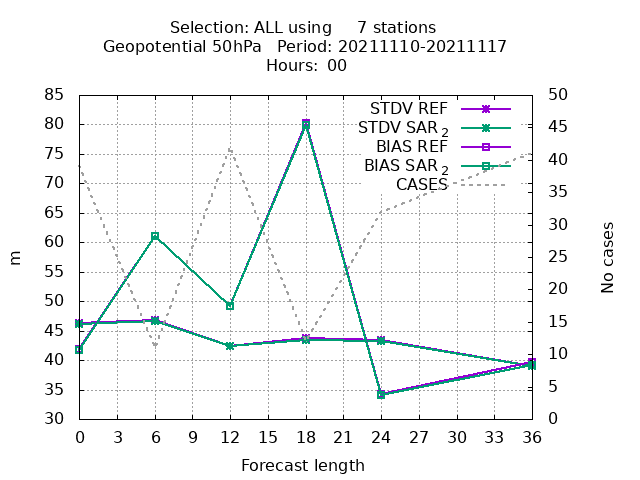 Selection: ALL using 7 stations
Geopotential 50hPa Period: 20211110-20211117
Hours: 00
85 50
80 45
75 40
70 35
65 30
60 25
55 20
50 15
45 10
40 5
35 0
30
m
No cases
STDV REF
STDV SAR 2
BIAS REF
BIAS SAR 2
CASES
0 3 6 9 12 15 18 21 24 27 30 33 36
Forecast length